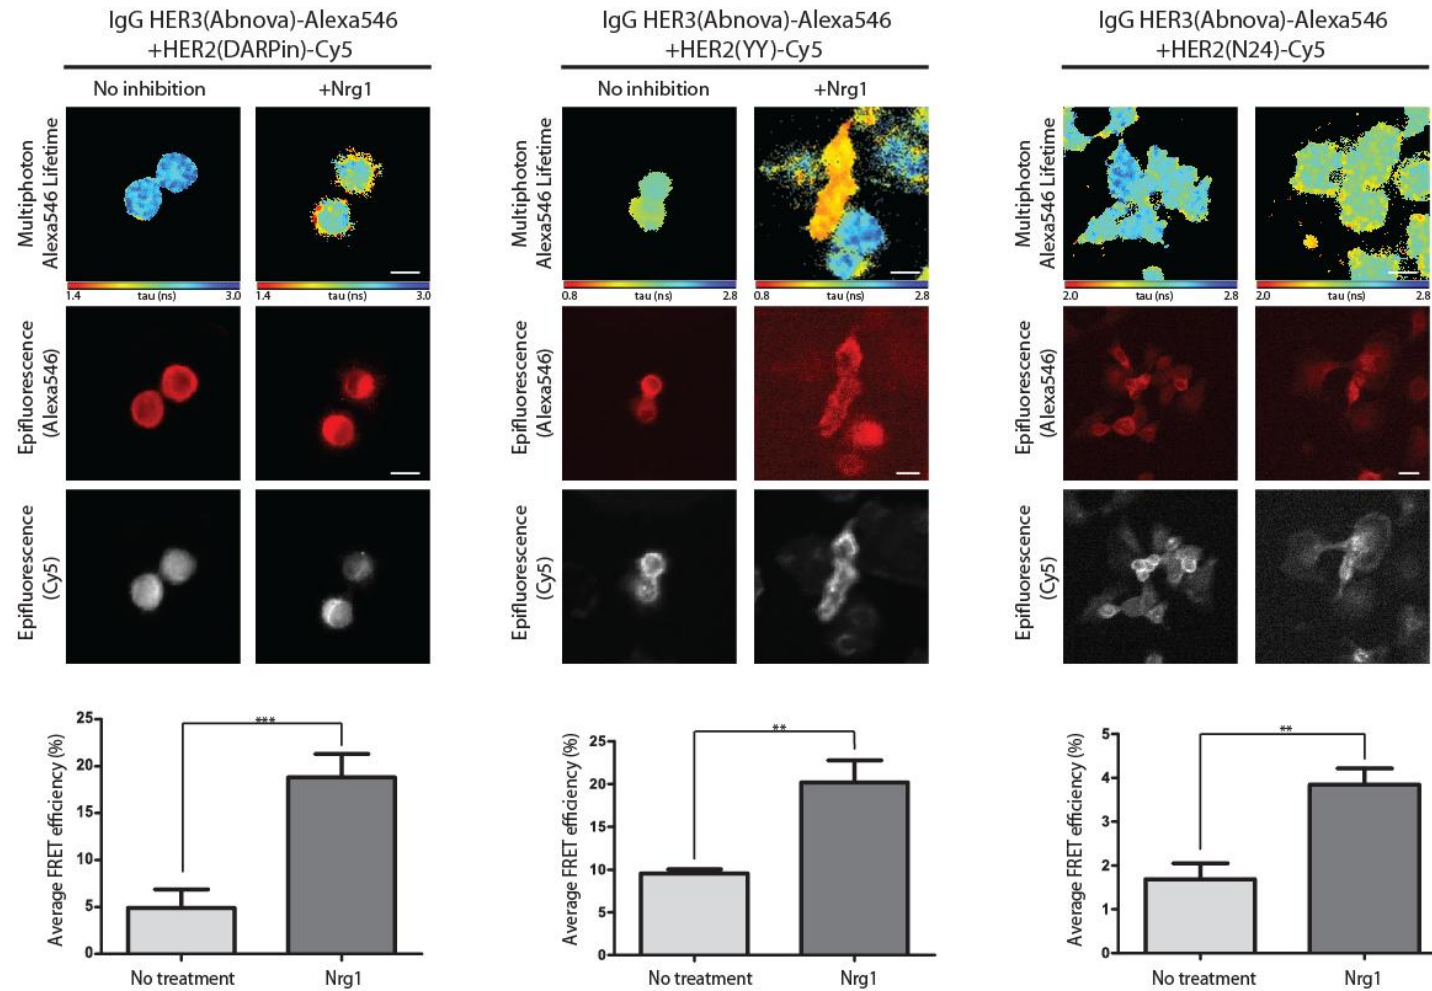 IgG HER3(Abnova)-Alexa546
+HER2(DARPin)-Cy5
No inhibition
+Nrg1
Multiphoton
Alexa546 Lifetime
1.4
tau (ns)
3.0
1.4
tau (ns)
3.0
Epifluorescence
(Alexa546)
Epifluorescence
(Cy5)
Average FRET efficiency (%)
25
20
15
10
5
0
***
No treatment
Nrg1
IgG HER3(Abnova)-Alexa546
+HER2(YY)-Cy5
No inhibition
+Nrg1
Multiphoton
Alexa546 Lifetime
0.8
tau (ns)
2.8
0.8
tau (ns)
2.8
Epifluorescence
(Alexa546)
Epifluorescence
(Cy5)
Average FRET efficiency (%)
25
20
15
10
5
0
**
No treatment
Nrg1
IgG HER3(Abnova)-Alexa546
+HER2(N24)-Cy5
Multiphoton
Alexa546 Lifetime
2.0
tau (ns)
2.8
2.0
tau (ns)
2.8
Epifluorescence
(Alexa546)
Epifluorescence
(Cy5)
Average FRET efficiency (%)
5
4
3
2
1
0
**
No treatment
Nrg1